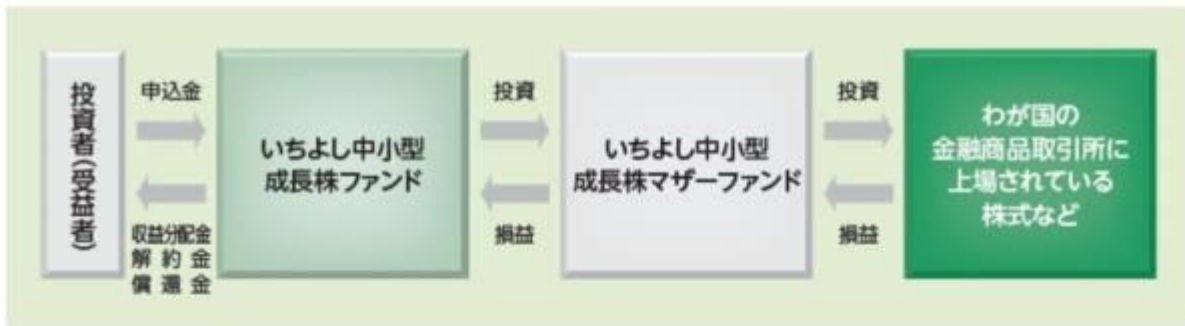 投資者(受益者)
申込金
収益分配金
解約金
償還金
いちよし中小型
成長株ファンド
投資
損益
いちよし中小型
成長株マザーファンド
投資
損益
わが国の
金融商品取引所に
上場されている
株式など